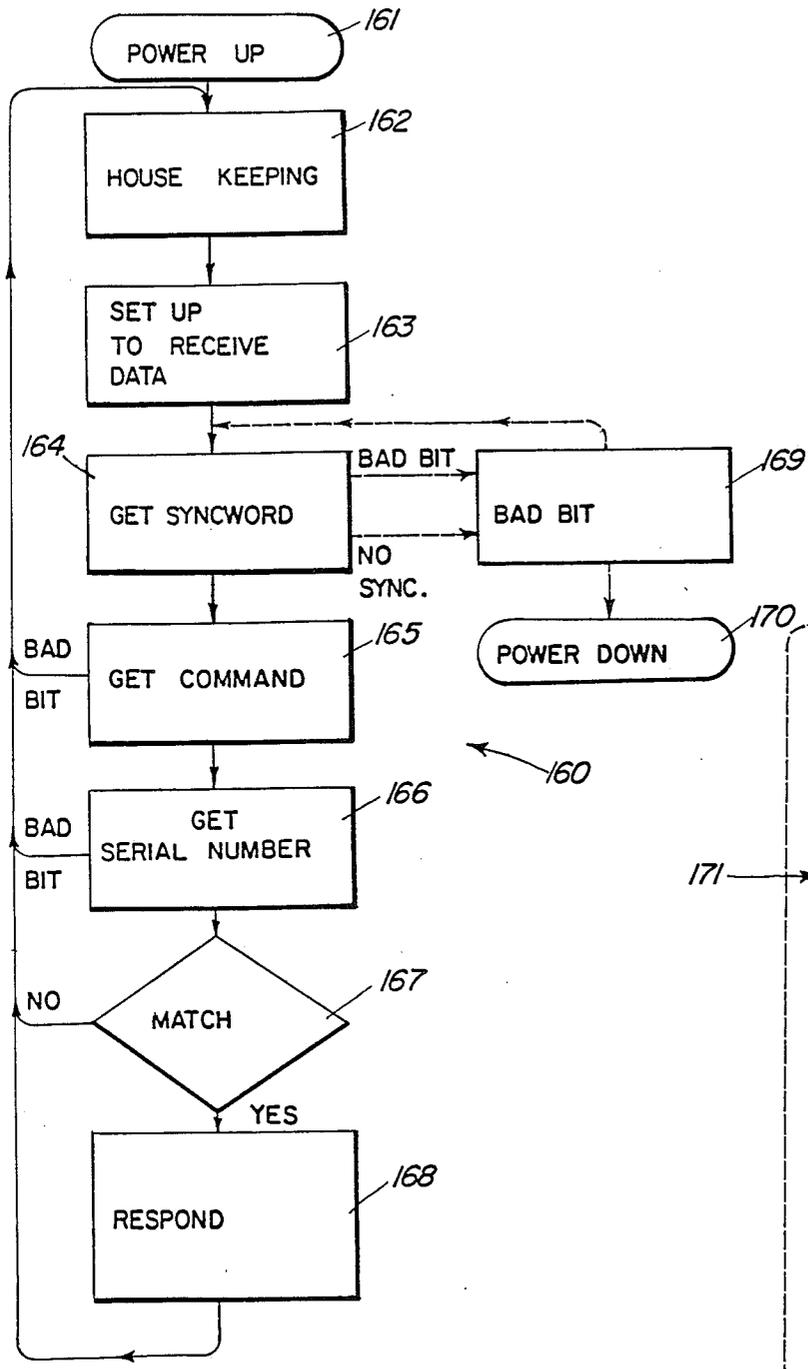 161
POWER UP
162
HOUSE KEEPING
SET UP
TO RECEIVE
DATA
163
164
GET SYNCWORD
BAD BIT
NO
SYNC.
169
BAD BIT
170
POWER DOWN
165
GET COMMAND
BAD
BIT
160
166
GET
SERIAL NUMBER
BAD
BIT
171
167
MATCH
NO
YES
168
RESPOND